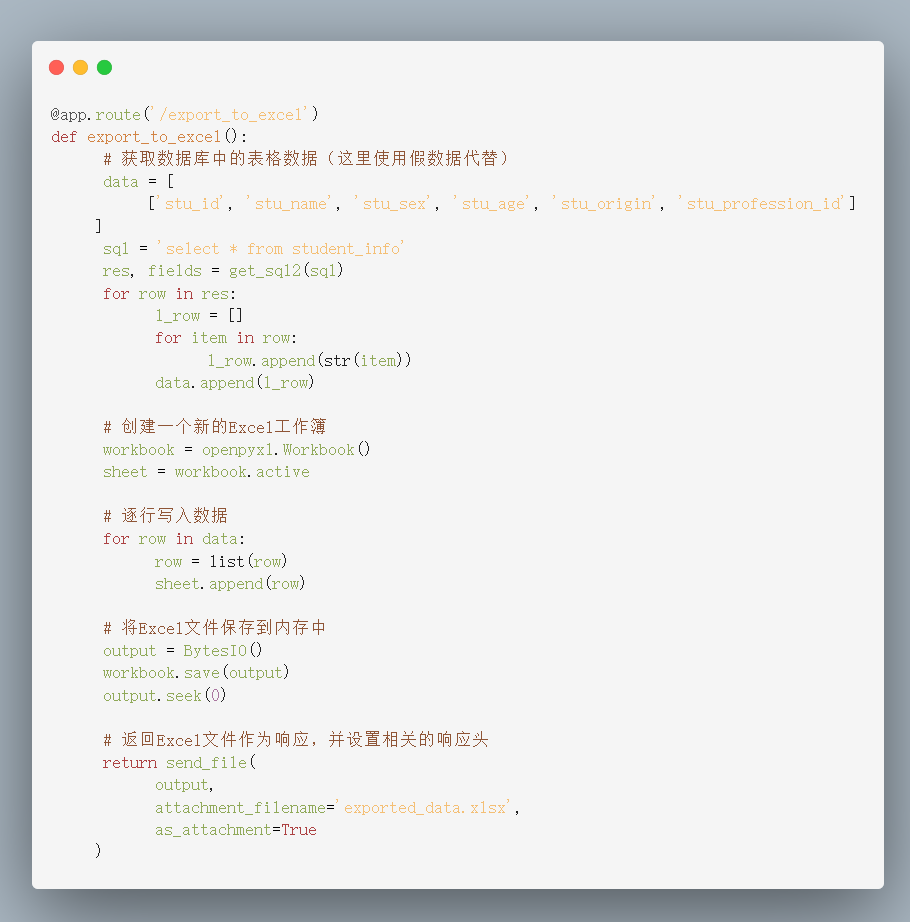 @app.route('/export_to_excel')
def export_to_excel():
# 获取数据库中的表格数据（这里使用假数据代替）
data = [
['stu_id', 'stu_name', 'stu_sex', 'stu_age', 'stu_origin', 'stu_profession_id']
]
sql = 'select * from student_info'
res, fields = get_sql2(sql)
for row in res:
l_row = []
for item in row:
l_row.append(str(item))
data.append(l_row)
# 创建一个新的Excel工作簿
workbook = openpyxl.Workbook()
sheet = workbook.active
# 逐行写入数据
for row in data:
row = list(row)
sheet.append(row)
# 将Excel文件保存到内存中
output = BytesIO()
workbook.save(output)
output.seek(0)
# 返回Excel文件作为响应，并设置相关的响应头
return send_file(
output,
attachment_filename='exported_data.xlsx',
as_attachment=True
)